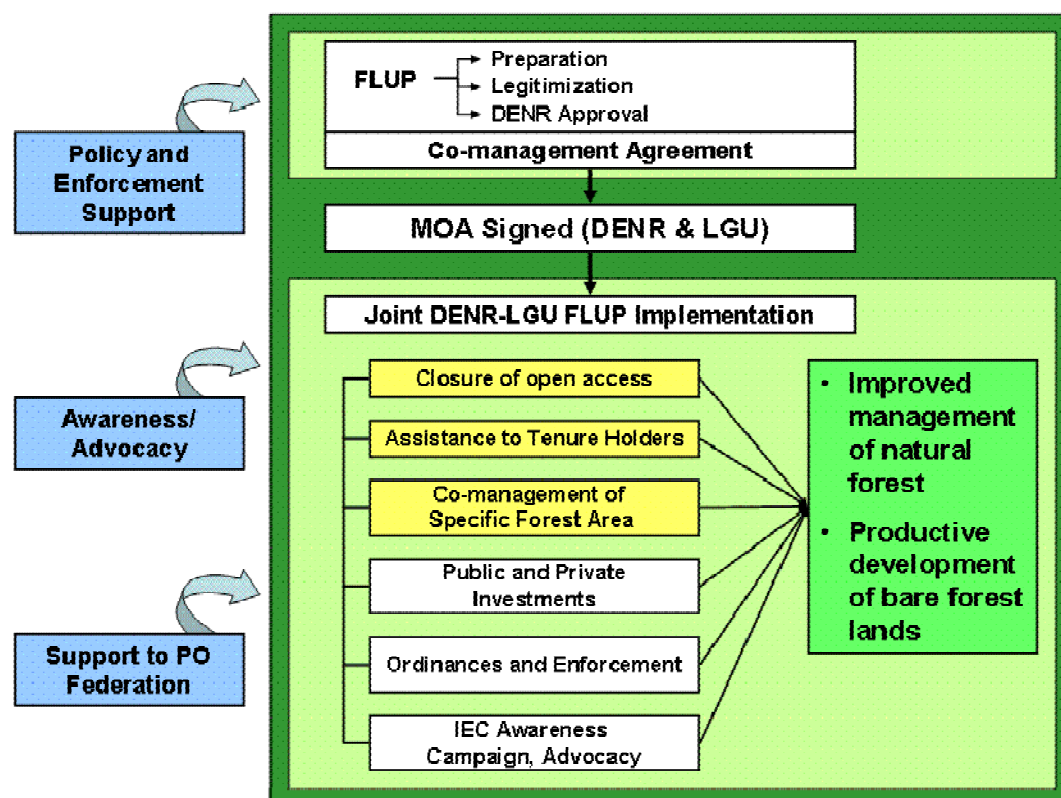 FLUP
Preparation
Legitimization
DENR Approval
Co-management Agreement
Policy and
Enforcement
Support
MOA Signed (DENR & LGU)
Joint DENR-LGU FLUP Implementation
Awareness/
Advocacy
Closure of open access
Assistance to Tenure Holders
Co-management of
Specific Forest Area
Public and Private
Investments
Ordinances and Enforcement
IEC Awareness
Campaign, Advocacy
• Improved
management
of natural
forest
• Productive
development
of bare forest
lands
Support to PO
Federation